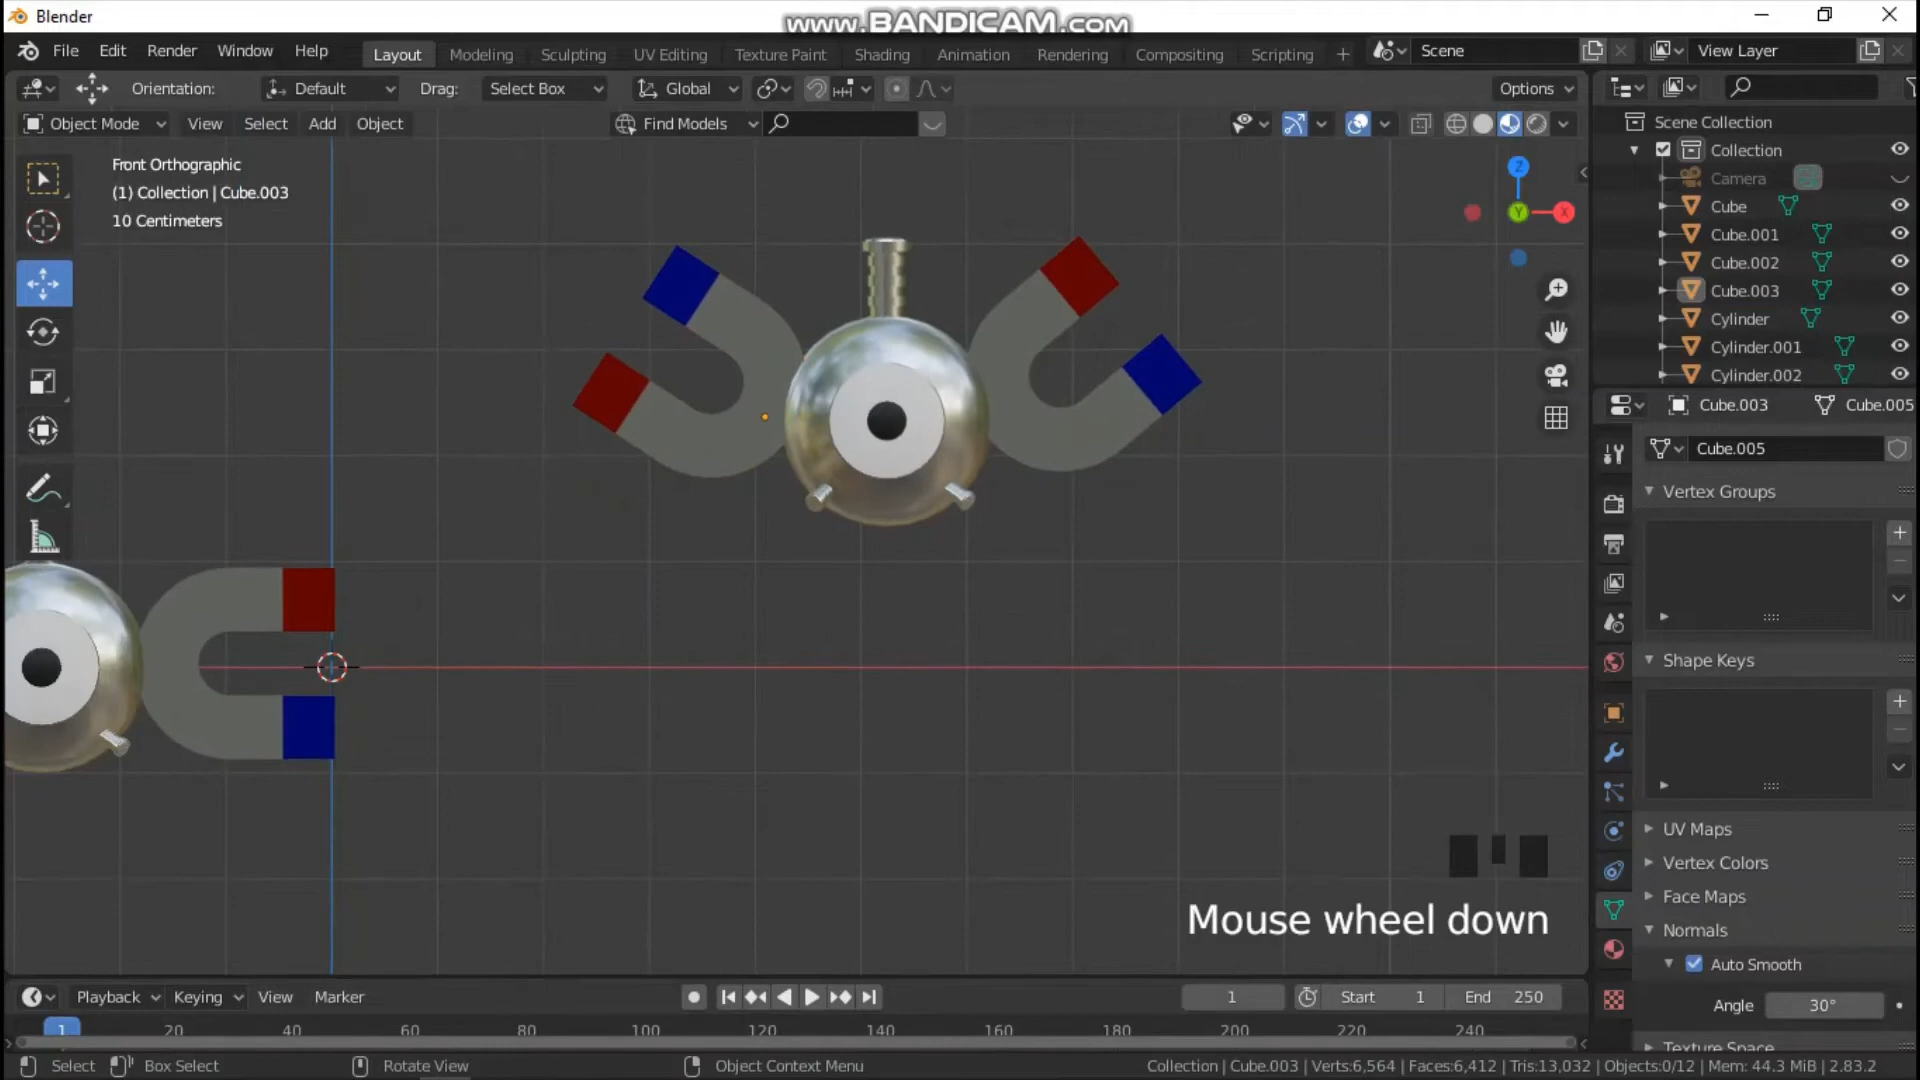 Blender
www.BANDICAM.com
File Edit Render Window Help
Layout Modeling Sculpting UV Editing Texture Paint Shading Animation Rendering Compositing Scripting +
Scene
View Layer
Orientation: Default Drag: Select Box Global Options
Object Mode View Select Add Object Find Models
Front Orthographic
(1) Collection | Cube.003
10 Centimeters
Z
Y
X
Scene Collection
Collection
Camera
Cube
Cube.001
Cube.002
Cube.003
Cylinder
Cylinder.001
Cylinder.002
Cube.003 Cube.005
Cube.005
Vertex Groups
Shape Keys
UV Maps
Vertex Colors
Face Maps
Normals
Auto Smooth
Angle 30°
Mouse wheel down
Playback Keying View Marker 1 Start 1 End 250
1 20 40 60 80 100 120 140 160 180 200 220 240
Select Box Select Rotate View Object Context Menu Collection | Cube.003 | Verts:6,564 | Faces:6,412 | Tris:13,032 | Objects:0/12 | Mem: 44.3 MiB | 2.83.2